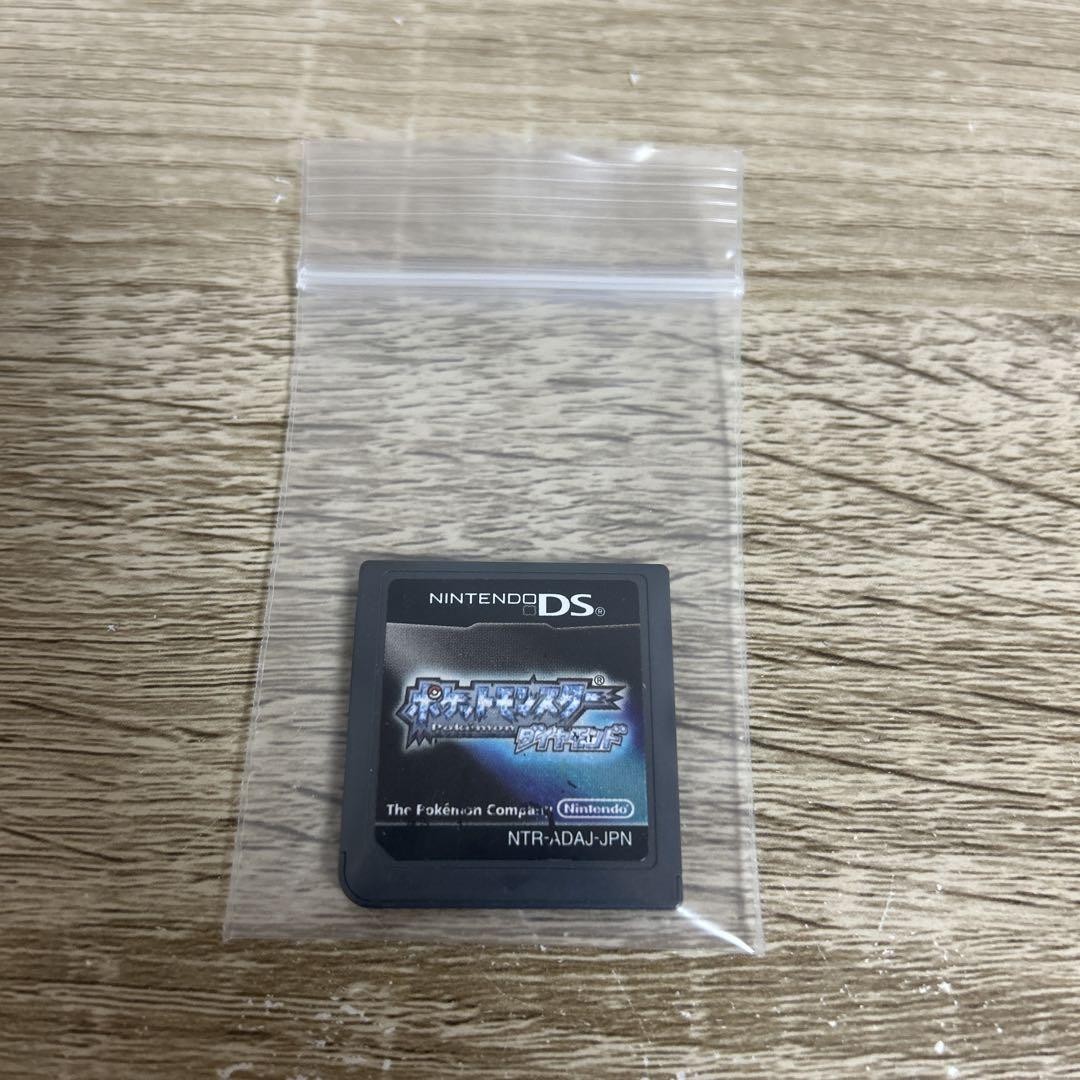 NINTENDO DS®
ポケットモンスター®
Pokémon
ダイヤモンド
The Pokémon Company Nintendo®
NTR-ADAJ-JPN